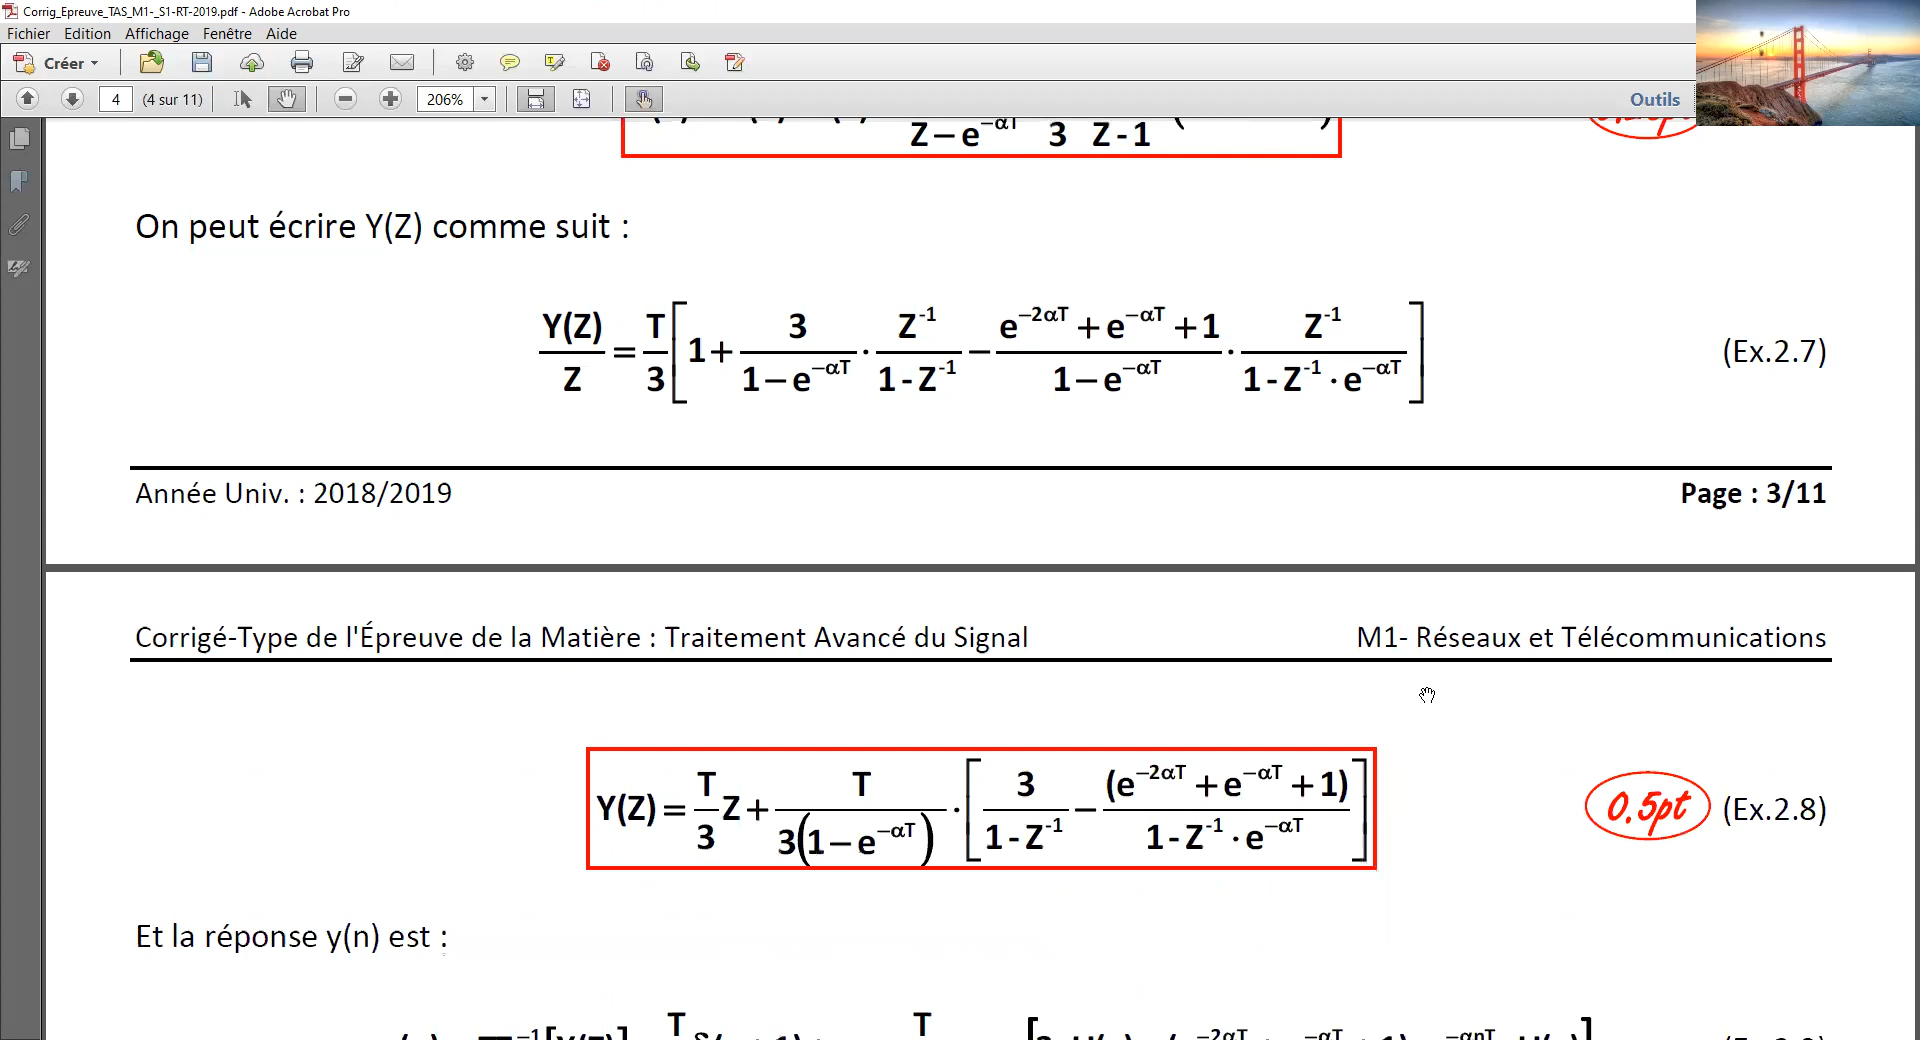 Corrig_Epreuve_TAS_M1-_S1-RT-2019.pdf - Adobe Acrobat Pro
Fichier Edition Affichage Fenêtre Aide
Créer
4 (4 sur 11) 206% Outils
Z – e^{–αT} 3 Z - 1
On peut écrire Y(Z) comme suit :
Y(Z)/Z = T/3 [ 1 + 3/(1 – e^{–αT}) · Z^{-1}/(1 - Z^{-1}) – (e^{–2αT} + e^{–αT} + 1)/(1 – e^{–αT}) · Z^{-1}/(1 - Z^{-1} · e^{–αT}) ] (Ex.2.7)
Année Univ. : 2018/2019 Page : 3/11
Corrigé-Type de l'Épreuve de la Matière : Traitement Avancé du Signal M1- Réseaux et Télécommunications
Y(Z) = T/3 Z + T/(3(1 – e^{–αT})) · [ 3/(1 - Z^{-1}) – (e^{–2αT} + e^{–αT} + 1)/(1 - Z^{-1} · e^{–αT}) ] 0.5pt (Ex.2.8)
Et la réponse y(n) est :